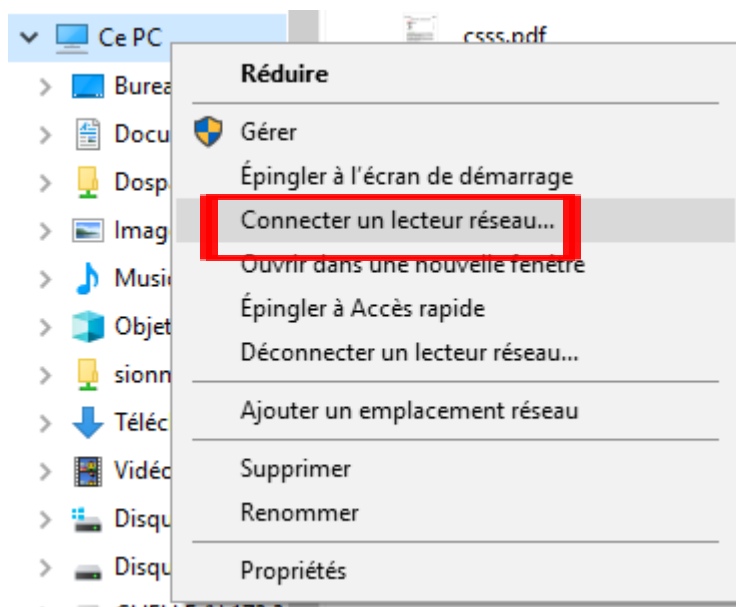 Ce PC
csss.pdf
Réduire
Burea
Gérer
Docu
Épingler à l'écran de démarrage
Dosp
Connecter un lecteur réseau...
Imag
Ouvrir dans une nouvelle fenêtre
Musi
Épingler à Accès rapide
Objet
Déconnecter un lecteur réseau...
sionn
Ajouter un emplacement réseau
Téléc
Supprimer
Vidéo
Renommer
Disqu
Propriétés
Disqu